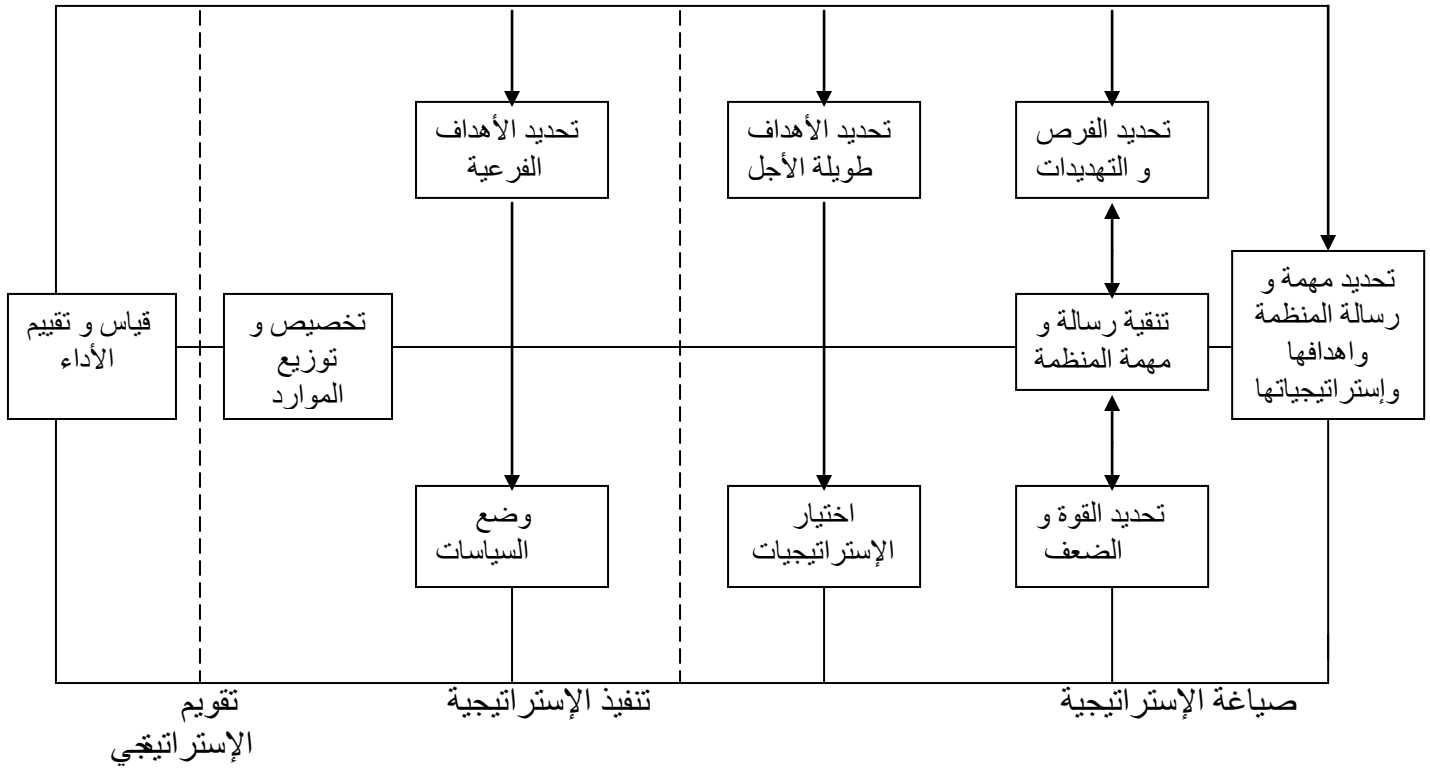 تحديد الأهداف
الفرعية
تحديد الأهداف
طويلة الأجل
تحديد الفرص
و التهديدات
تحديد مهمة و
رسالة المنظمة
واهدافها
وإستراتيجياتها
تنقية رسالة و
مهمة المنظمة
تخصيص و
توزيع
الموارد
قياس و تقييم
الأداء
تحديد القوة و
الضعف
اختيار
الإستراتيجيات
وضع
السياسات
صياغة الإستراتيجية
تنفيذ الإستراتيجية
تقويم